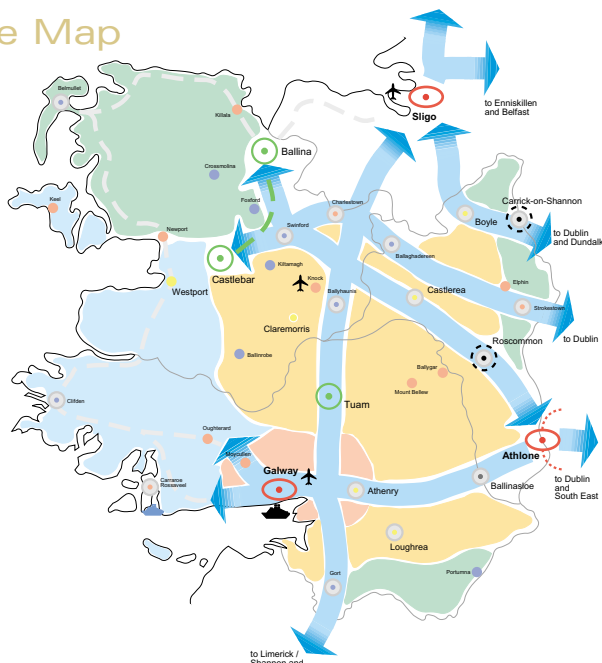 e Map
Belmullet
Killala
Sligo
to Enniskillen
and Belfast
Ballina
Crossmolina
Foxford
Keel
Charlestown
Carrick-on-Shannon
Boyle
to Dublin
and Dundalk
Newport
Swinford
Ballaghadereen
Castlebar
Kiltamagh
Knock
Elphin
Westport
Ballyhaunis
Castlerea
Strokestown
Claremorris
to Dublin
Ballinrobe
Roscommon
Ballygar
Mount Bellew
Clifden
Tuam
Oughterard
Moycullen
Galway
Athlone
Carraroe
Rossaveel
Athenry
Ballinasloe
to Dublin
and
South East
Loughrea
Gort
Portumna
to Limerick /
Shannon and